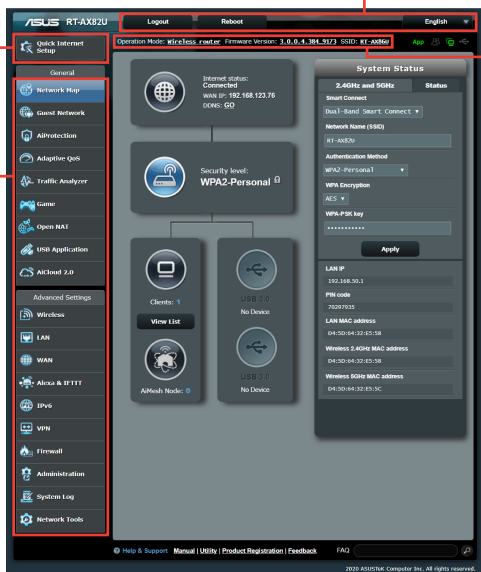 ASUS RT-AX82U
Logout
Reboot
English
Quick Internet
Setup
Operation Mode: Wireless router Firmware Version: 3.0.0.4.384_9173 SSID: RT-AX86U
App
General
Network Map
Guest Network
AiProtection
Adaptive QoS
Traffic Analyzer
Game
Open NAT
USB Application
AiCloud 2.0
Advanced Settings
Wireless
LAN
WAN
Alexa & IFTTT
IPv6
VPN
Firewall
Administration
System Log
Network Tools
Internet status:
Connected
WAN IP: 192.168.123.76
DDNS: GO
Security level:
WPA2-Personal
Clients: 1
View List
AiMesh Node: 0
USB 3.0
No Device
USB 3.0
No Device
System Status
2.4GHz and 5GHz
Status
Smart Connect
Dual-Band Smart Connect
Network Name (SSID)
RT-AX82U
Authentication Method
WPA2-Personal
WPA Encryption
AES
WPA-PSK key
Apply
LAN IP
192.168.50.1
PIN code
70297935
LAN MAC address
D4:5D:64:32:E5:58
Wireless 2.4GHz MAC address
D4:5D:64:32:E5:58
Wireless 5GHz MAC address
D4:5D:64:32:E5:5C
Help & Support Manual | Utility | Product Registration | Feedback
FAQ
2020 ASUSTeK Computer Inc. All rights reserved.